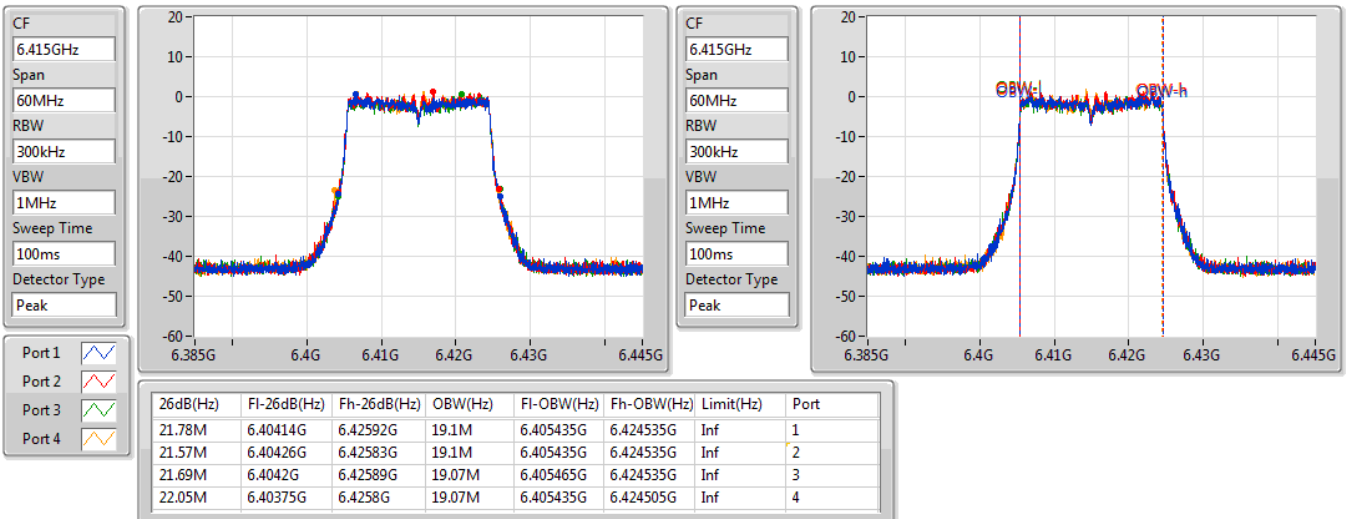 CF
6.415GHz
Span
60MHz
RBW
300kHz
VBW
1MHz
Sweep Time
100ms
Detector Type
Peak
20
10
0
-10
-20
-30
-40
-50
-60
6.385G 6.4G 6.41G 6.42G 6.43G 6.445G
CF
6.415GHz
Span
60MHz
RBW
300kHz
VBW
1MHz
Sweep Time
100ms
Detector Type
Peak
20
10
0
-10
-20
-30
-40
-50
-60
OBW-l OBW-h
6.385G 6.4G 6.41G 6.42G 6.43G 6.445G
Port 1
Port 2
Port 3
Port 4
26dB(Hz) Fl-26dB(Hz) Fh-26dB(Hz) OBW(Hz) Fl-OBW(Hz) Fh-OBW(Hz) Limit(Hz) Port
21.78M 6.40414G 6.42592G 19.1M 6.405435G 6.424535G Inf 1
21.57M 6.40426G 6.42583G 19.1M 6.405435G 6.424535G Inf 2
21.69M 6.4042G 6.42589G 19.07M 6.405465G 6.424535G Inf 3
22.05M 6.40375G 6.4258G 19.07M 6.405435G 6.424505G Inf 4